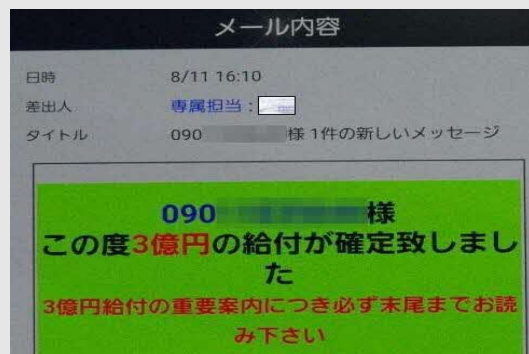 メール内容
日時 8/11 16:10
差出人 専属担当：
タイトル 090 様 1件の新しいメッセージ
090 様
この度3億円の給付が確定致しまし
た
3億円給付の重要案内につき必ず末尾までお読
み下さい